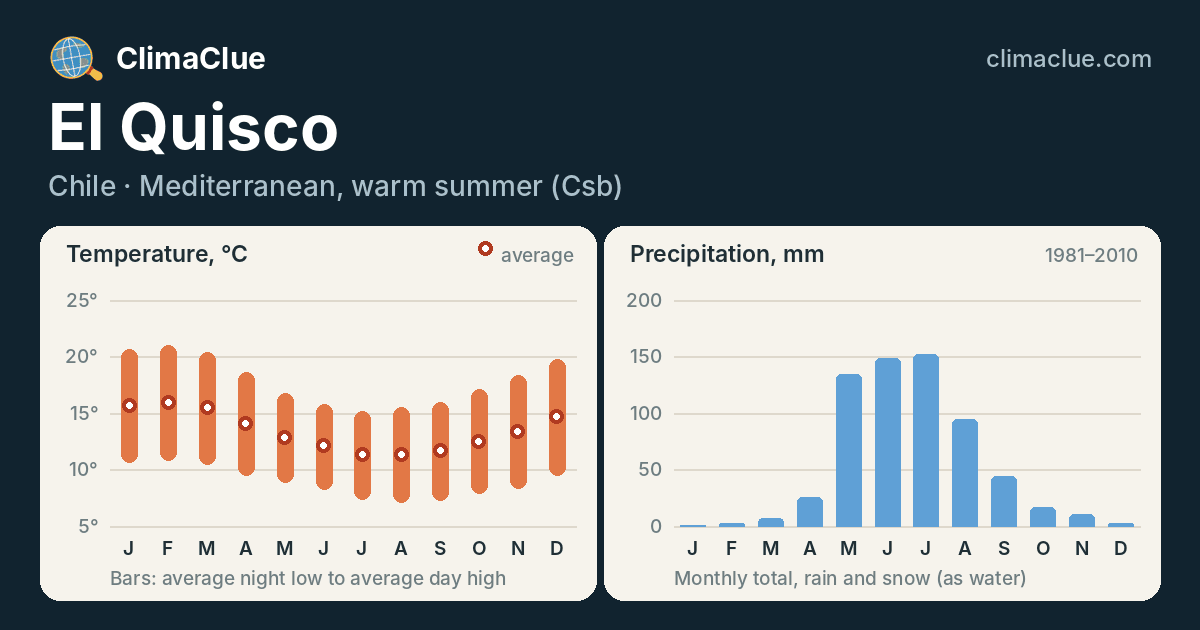 ClimaClue
climaclue.com
El Quisco
Chile · Mediterranean, warm summer (Csb)
Temperature, °C
average
25°
20°
15°
10°
5°
J F M A M J J A S O N D
Bars: average night low to average day high
Precipitation, mm
1981–2010
200
150
100
50
0
J F M A M J J A S O N D
Monthly total, rain and snow (as water)